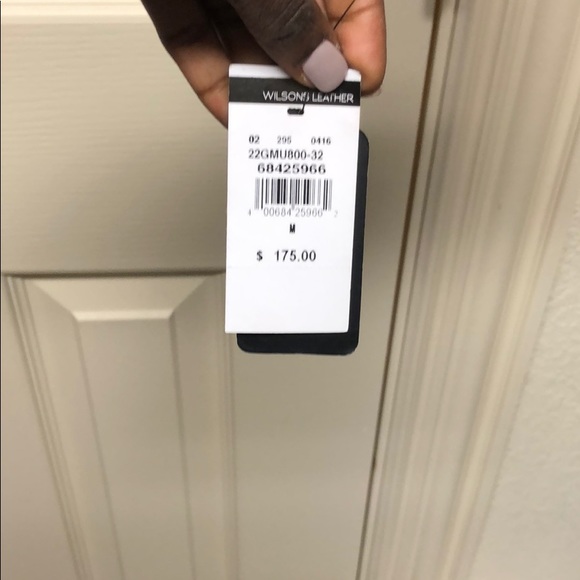 WILSONS LEATHER
02 295 0416
22GMU800-32
68425966
4 00684 25966 2
M
$ 175.00